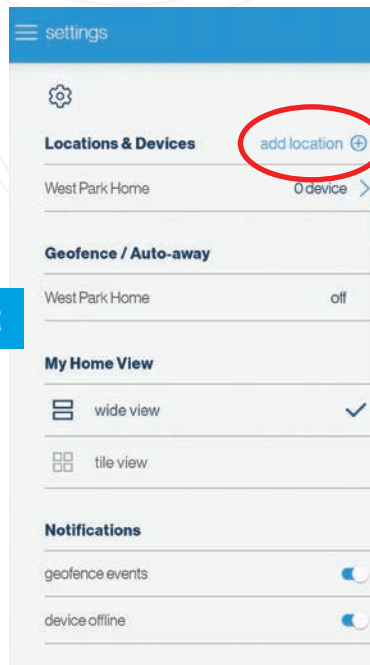 settings
Locations & Devices add location
West Park Home 0 device
Geofence / Auto-away
West Park Home off
My Home View
wide view
tile view
Notifications
geofence events
device offline